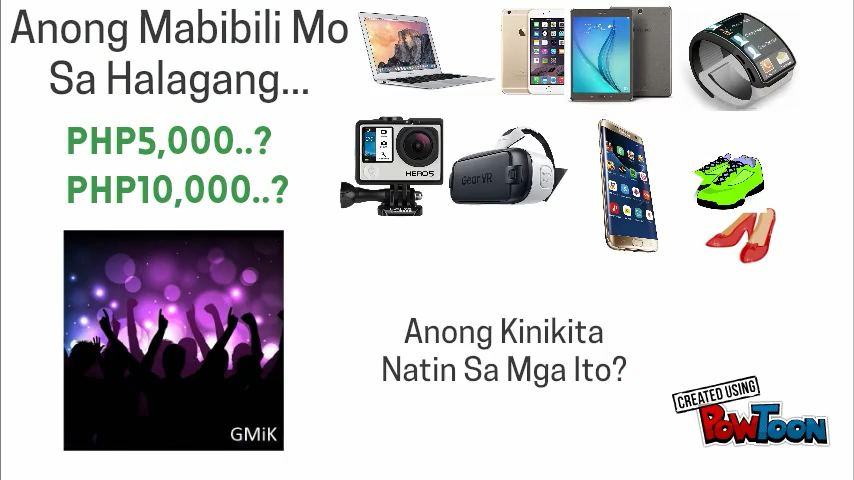 Anong Mabibili Mo
Sa Halagang...
PHP5,000..?
PHP10,000..?
HERO5
Gear VR
GMiK
Anong Kinikita
Natin Sa Mga Ito?
CREATED USING
POWTOON